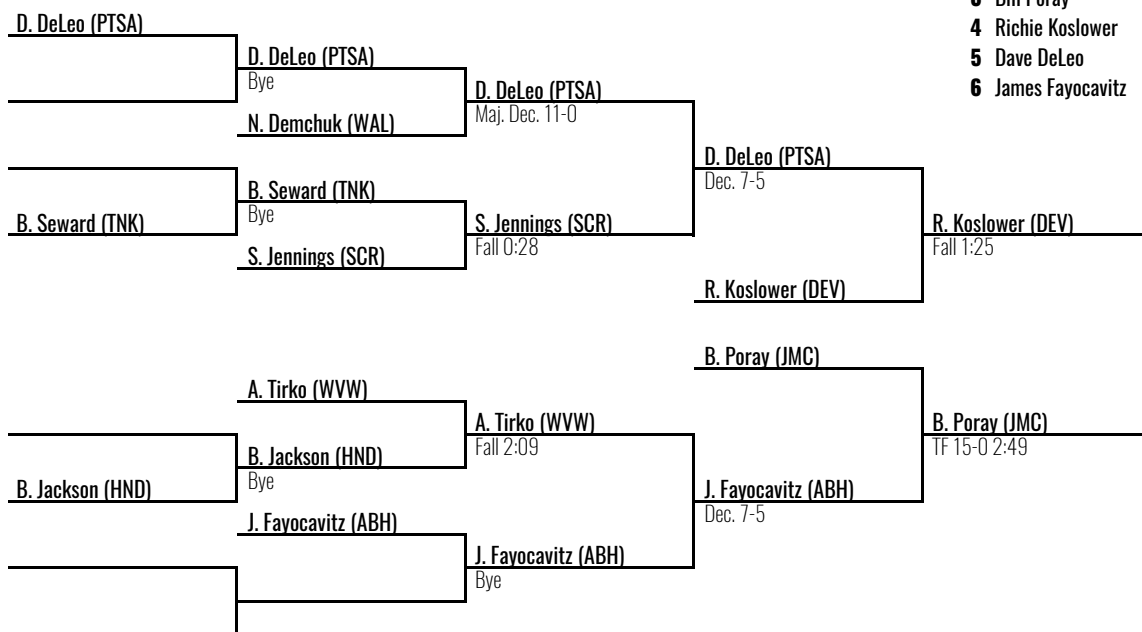 3 Bill Poray
4 Richie Koslower
5 Dave DeLeo
6 James Fayocavitz
D. DeLeo (PTSA)
D. DeLeo (PTSA)
Bye
D. DeLeo (PTSA)
Maj. Dec. 11-0
N. Demchuk (WAL)
D. DeLeo (PTSA)
Dec. 7-5
B. Seward (TNK)
Bye
B. Seward (TNK)
S. Jennings (SCR)
Fall 0:28
R. Koslower (DEV)
Fall 1:25
S. Jennings (SCR)
R. Koslower (DEV)
B. Poray (JMC)
A. Tirko (WVW)
A. Tirko (WVW)
Fall 2:09
B. Poray (JMC)
TF 15-0 2:49
B. Jackson (HND)
Bye
B. Jackson (HND)
J. Fayocavitz (ABH)
Dec. 7-5
J. Fayocavitz (ABH)
J. Fayocavitz (ABH)
Bye